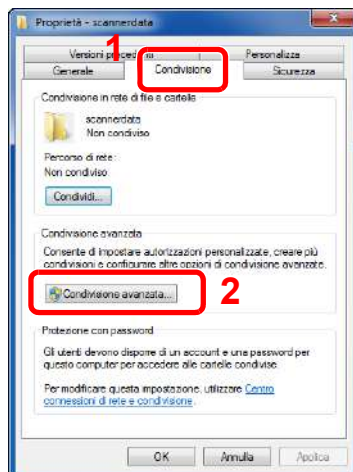 Proprietà - scannerdata
1
Versioni precedenti
Personalizza
Generale
Condivisione
Sicurezza
Condivisione in rete di file e cartelle
scannerdata
Non condiviso
Percorso di rete:
Non condiviso
Condividi...
Condivisione avanzata
Consente di impostare autorizzazioni personalizzate, creare più
condivisioni e configurare altre opzioni di condivisione avanzate.
Condivisione avanzata...
2
Protezione con password
Gli utenti devono disporre di un account e una password per
questo computer per accedere alle cartelle condivise.
Per modificare questa impostazione, utilizzare Centro
connessioni di rete e condivisione.
OK
Annulla
Applica